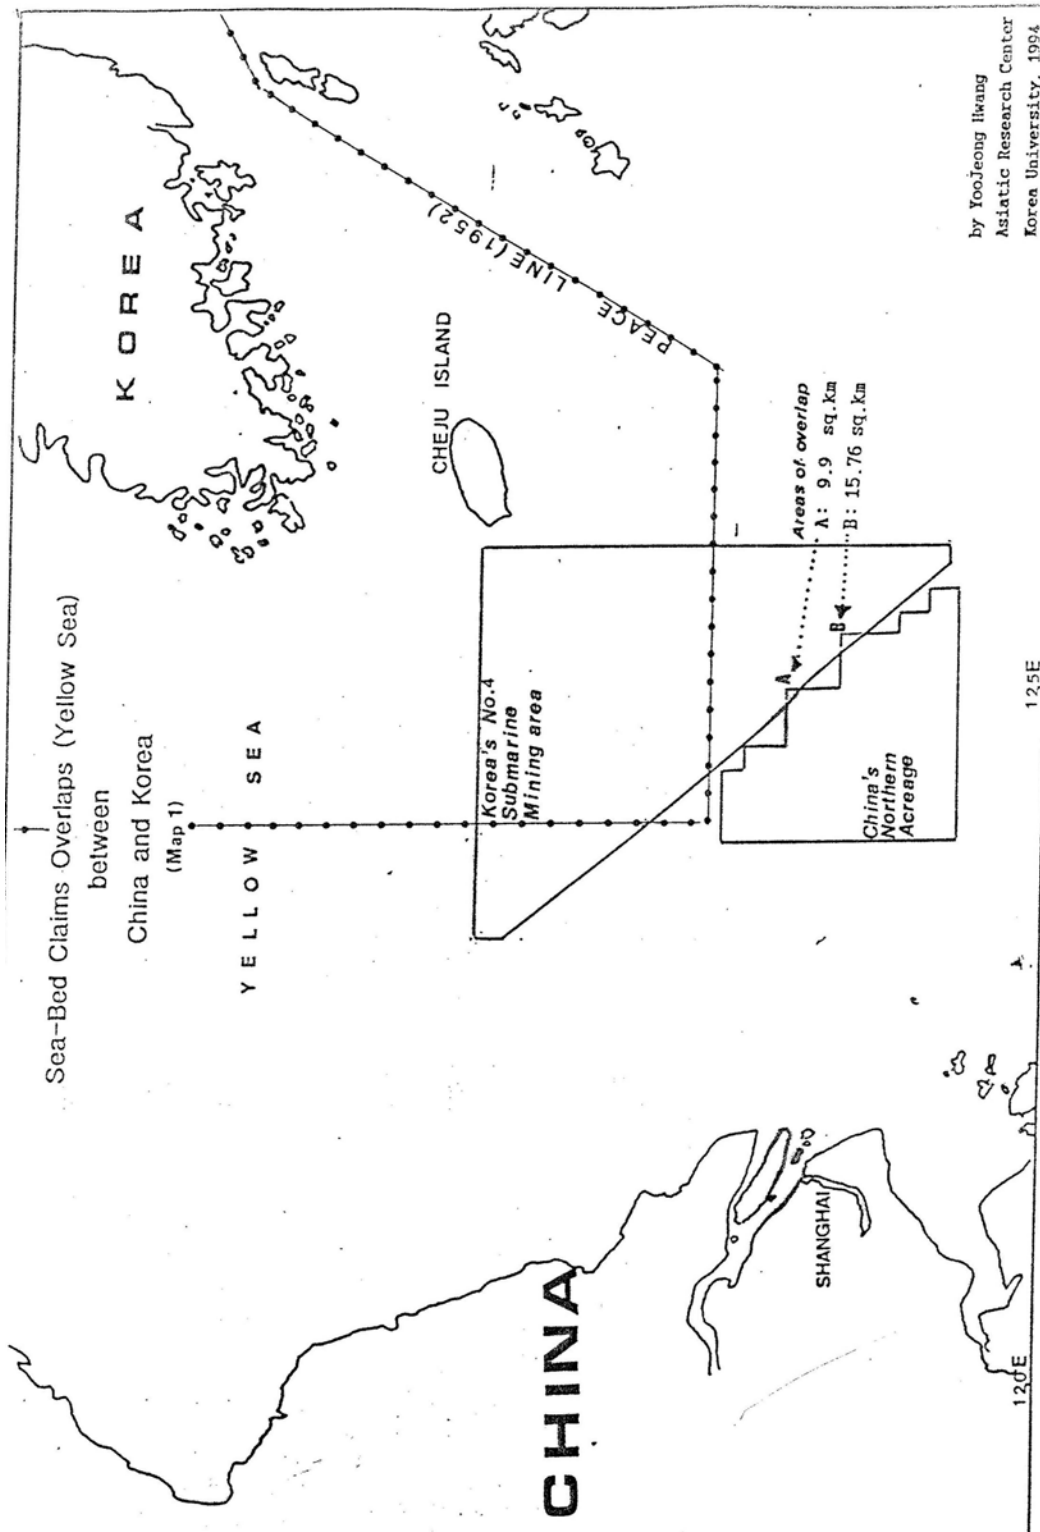 Sea-Bed Claims Overlaps (Yellow Sea)
between
China and Korea
(Map 1)
KOREA
YELLOW SEA
CHEJU ISLAND
PEACE LINE (1952)
Korea's No.4
Submarine
Mining area
Areas of overlap
A: 9.9 sq.km
B: 15.76 sq.km
A
B
China's
Northern
Acreage
CHINA
SHANGHAI
120E
125E
by YooJeong Hwang
Asiatic Research Center
Korea University, 1994